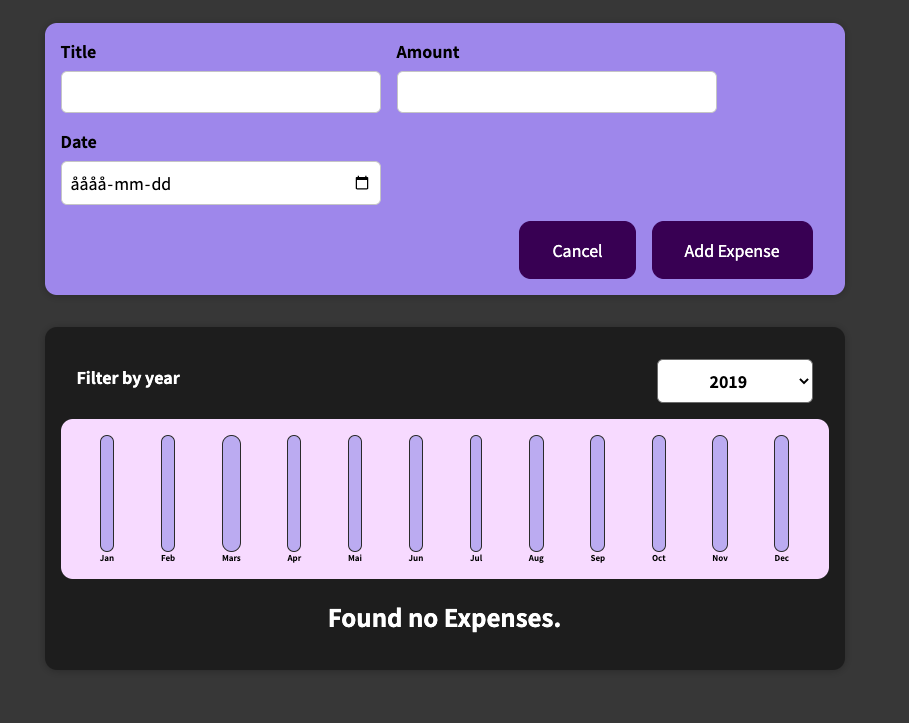 Title Amount
Date
åååå-mm-dd
Cancel Add Expense
Filter by year 2019
Jan Feb Mars Apr Mai Jun Jul Aug Sep Oct Nov Dec
Found no Expenses.